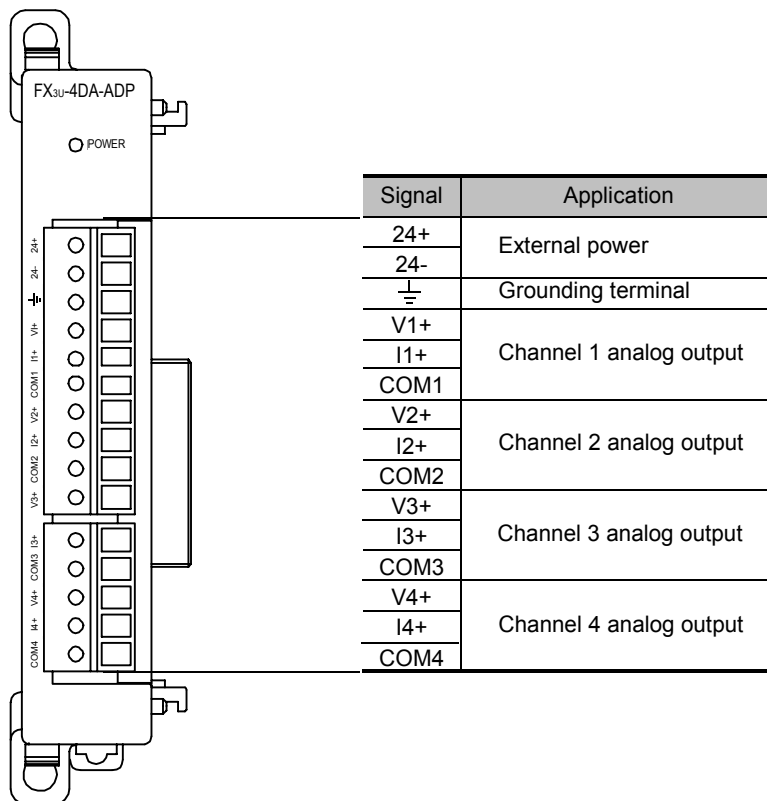 FX3U-4DA-ADP
POWER
24+
24-
V1+
I1+
COM1
V2+
I2+
COM2
V3+
I3+
COM3
V4+
I4+
COM4
Signal Application
24+ External power
24-
Grounding terminal
V1+
I1+ Channel 1 analog output
COM1
V2+
I2+ Channel 2 analog output
COM2
V3+
I3+ Channel 3 analog output
COM3
V4+
I4+ Channel 4 analog output
COM4